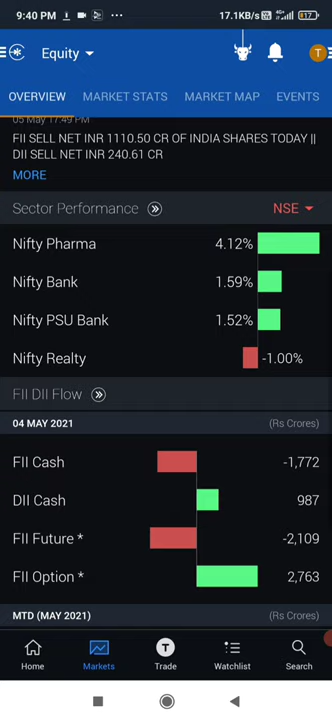 9:40 PM ... 17.1KB/s 4G+ 17
Equity T
OVERVIEW MARKET STATS MARKET MAP EVENTS
05 May 17:49 PM
FII SELL NET INR 1110.50 CR OF INDIA SHARES TODAY ||
DII SELL NET INR 240.61 CR
MORE
Sector Performance NSE
Nifty Pharma 4.12%
Nifty Bank 1.59%
Nifty PSU Bank 1.52%
Nifty Realty -1.00%
FII DII Flow
04 MAY 2021 (Rs Crores)
FII Cash -1,772
DII Cash 987
FII Future * -2,109
FII Option * 2,763
MTD (MAY 2021) (Rs Crores)
T
Home Markets Trade Watchlist Search